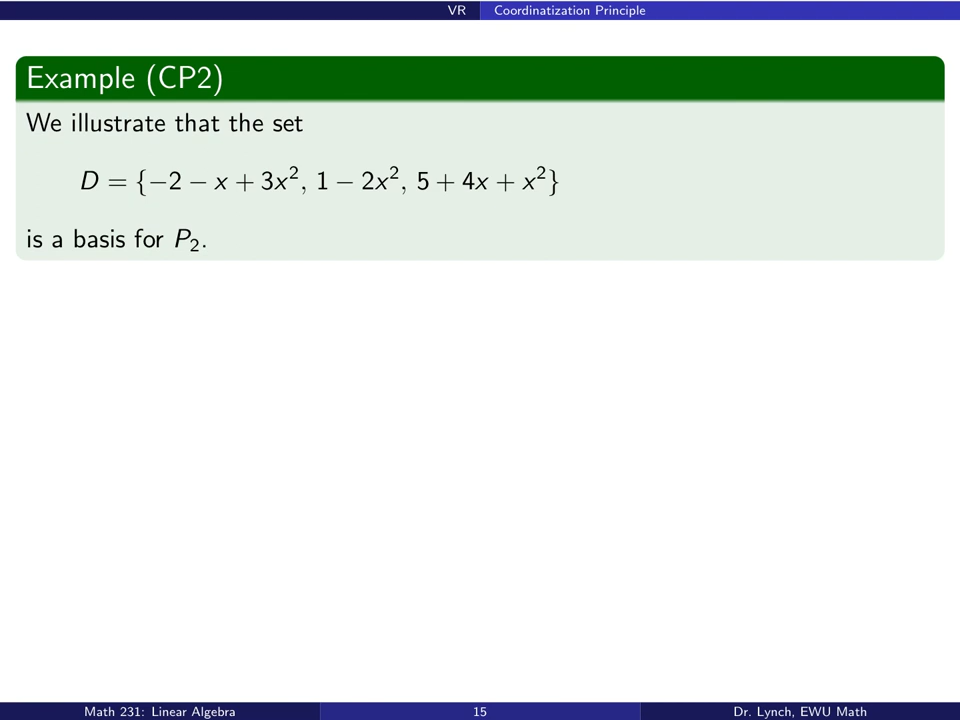 VR Coordinatization Principle
Example (CP2)
We illustrate that the set
D = {−2 − x + 3x², 1 − 2x², 5 + 4x + x²}
is a basis for P₂.
Math 231: Linear Algebra 15 Dr. Lynch, EWU Math